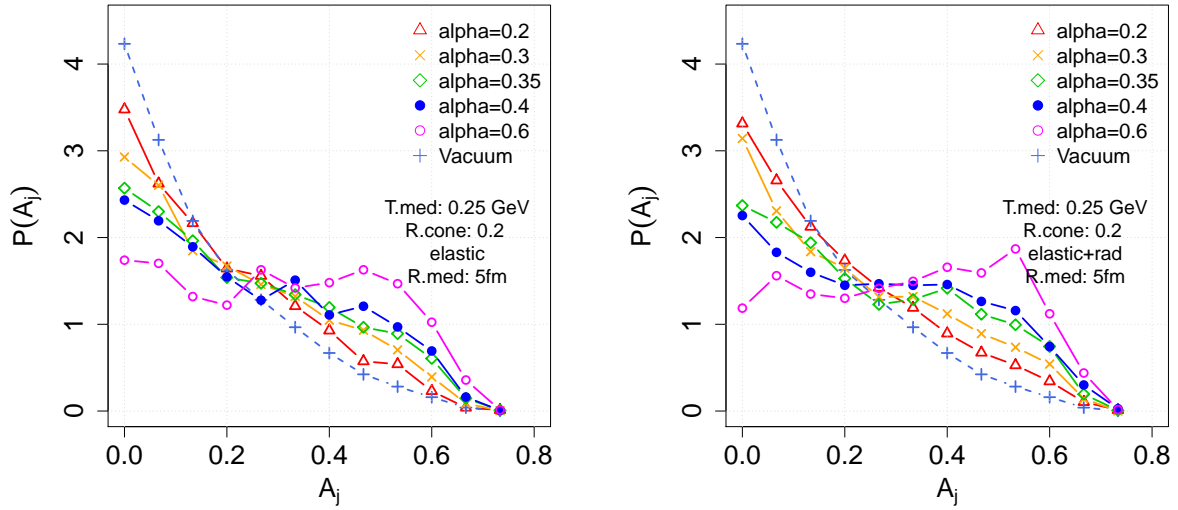 alpha=0.2
alpha=0.3
alpha=0.35
alpha=0.4
alpha=0.6
Vacuum
T.med: 0.25 GeV
R.cone: 0.2
elastic
R.med: 5fm
P(A_j)
4
3
2
1
0
0.0 0.2 0.4 0.6 0.8
A_j
alpha=0.2
alpha=0.3
alpha=0.35
alpha=0.4
alpha=0.6
Vacuum
T.med: 0.25 GeV
R.cone: 0.2
elastic+rad
R.med: 5fm
P(A_j)
4
3
2
1
0
0.0 0.2 0.4 0.6 0.8
A_j